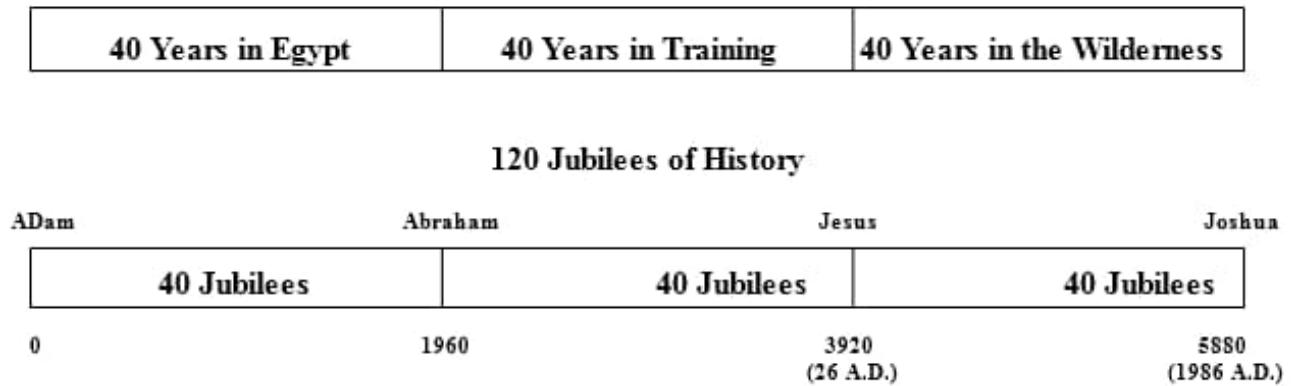 40 Years in Egypt 40 Years in Training 40 Years in the Wilderness
120 Jubilees of History
ADam Abraham Jesus Joshua
40 Jubilees 40 Jubilees 40 Jubilees
0 1960 3920 5880
(26 A.D.) (1986 A.D.)